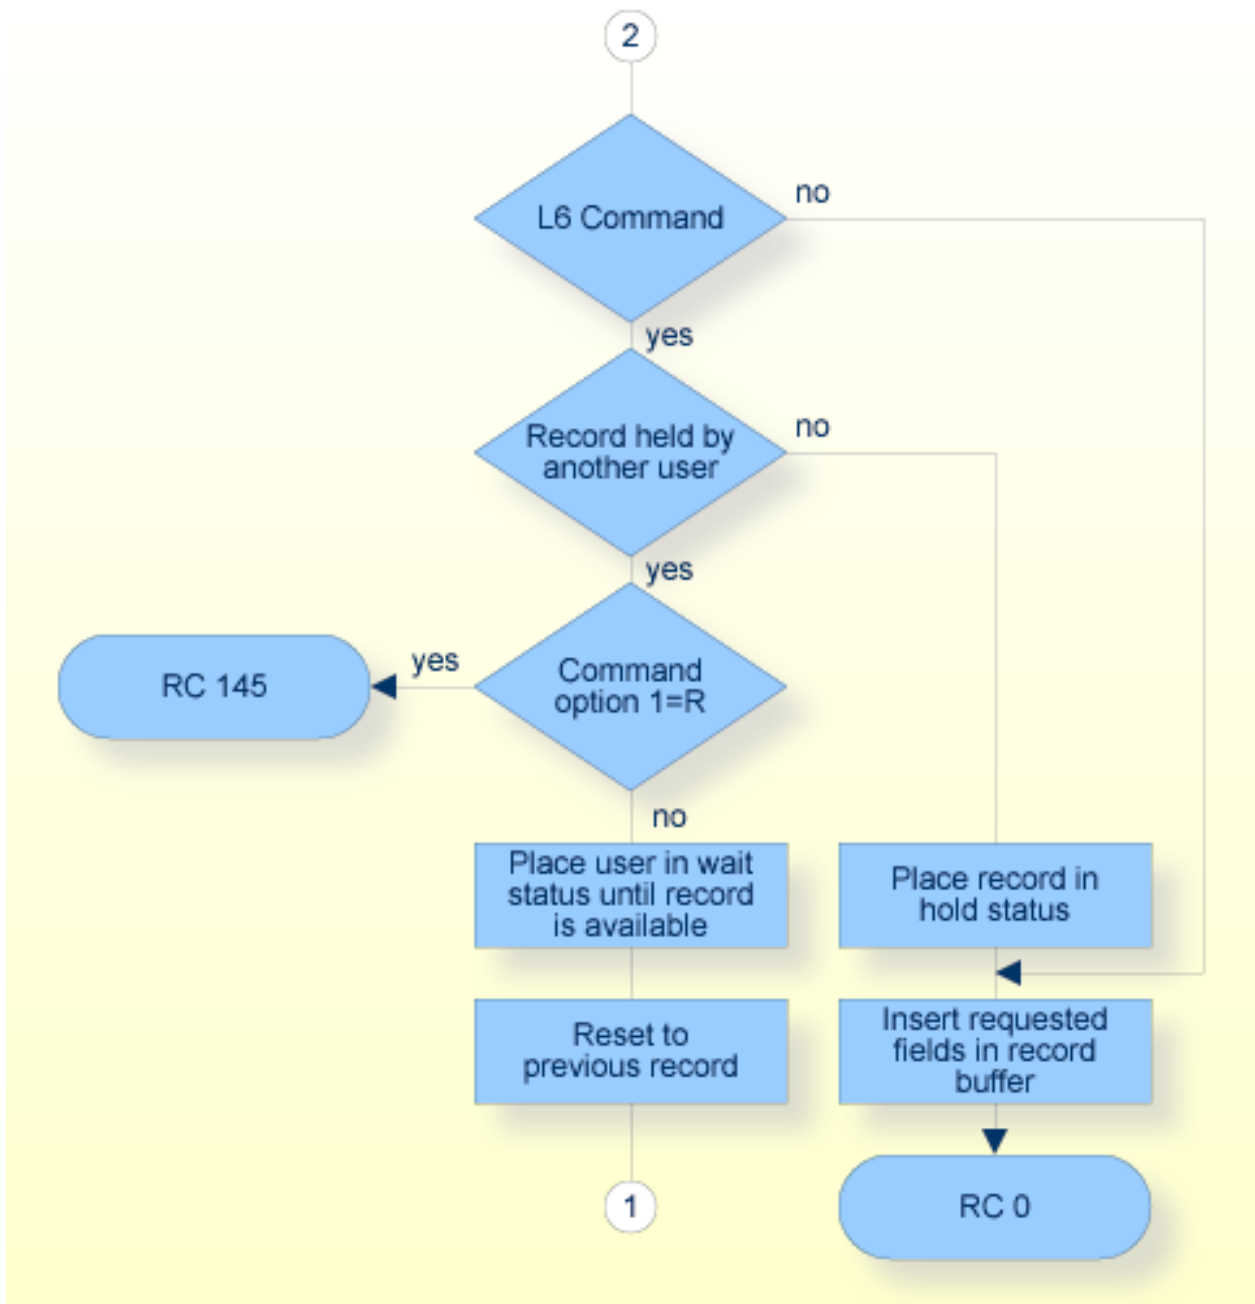 2
L6 Command
no
yes
Record held by
another user
no
yes
Command
option 1=R
yes
RC 145
no
Place user in wait
status until record
is available
Place record in
hold status
Reset to
previous record
Insert requested
fields in record
buffer
1
RC 0